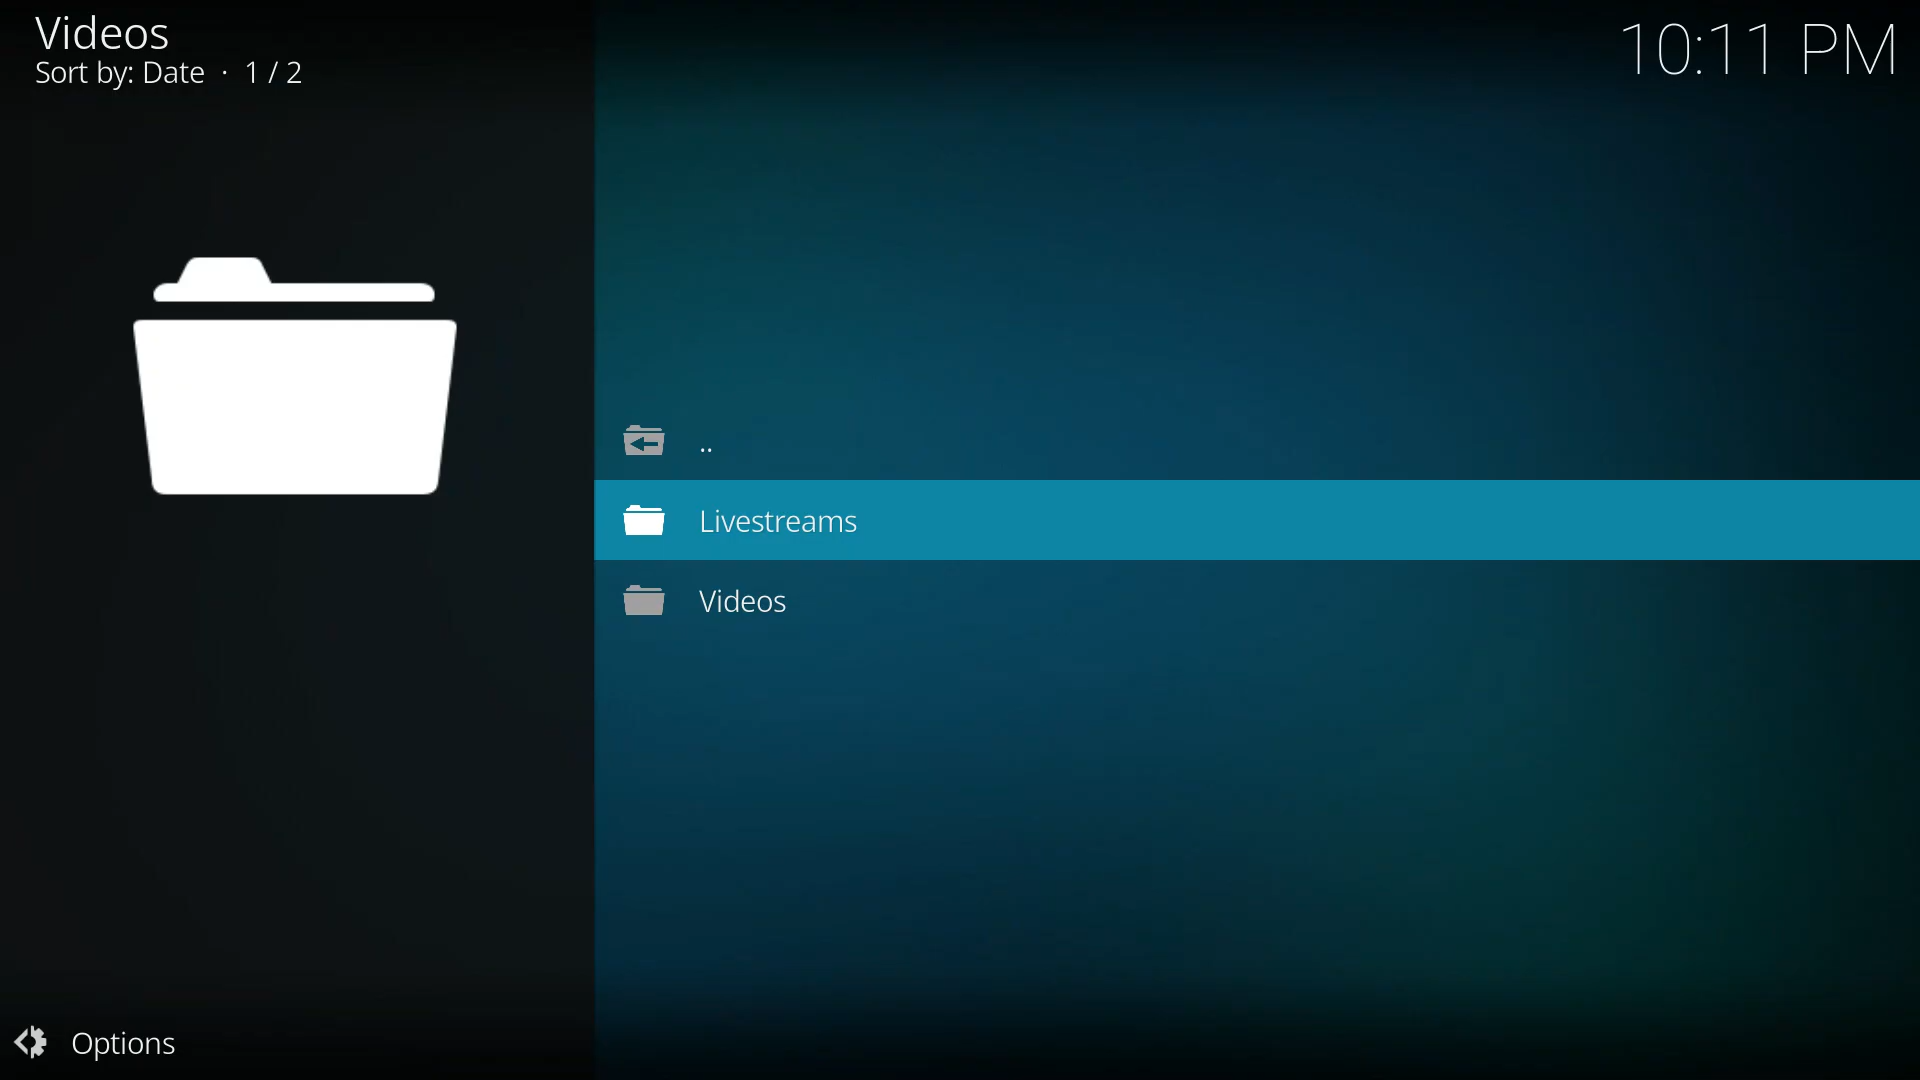 Videos
Sort by: Date · 1 / 2
10:11 PM
..
Livestreams
Videos
Options